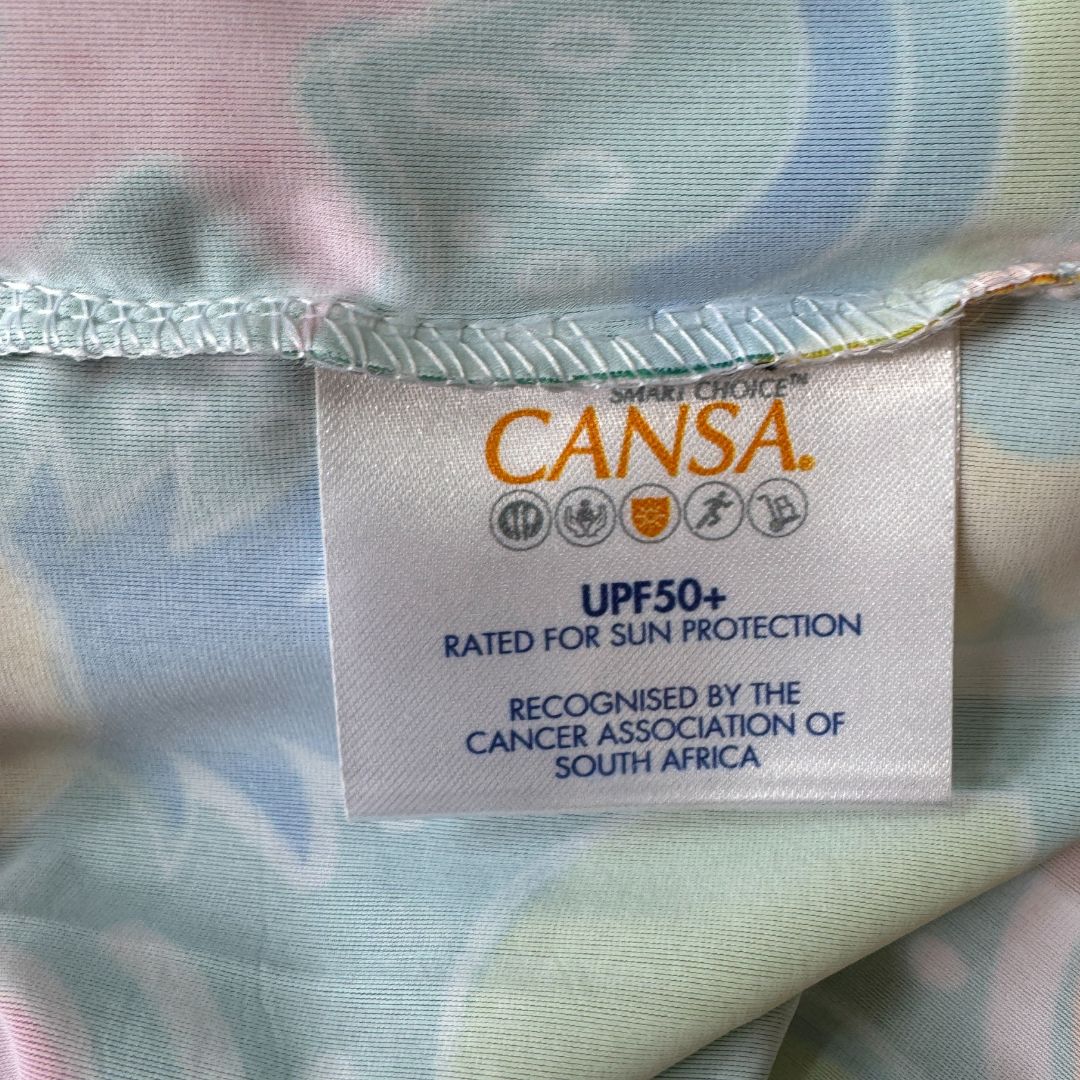 SMART CHOICE™
CANSA®
UPF50+
RATED FOR SUN PROTECTION
RECOGNISED BY THE
CANCER ASSOCIATION OF
SOUTH AFRICA